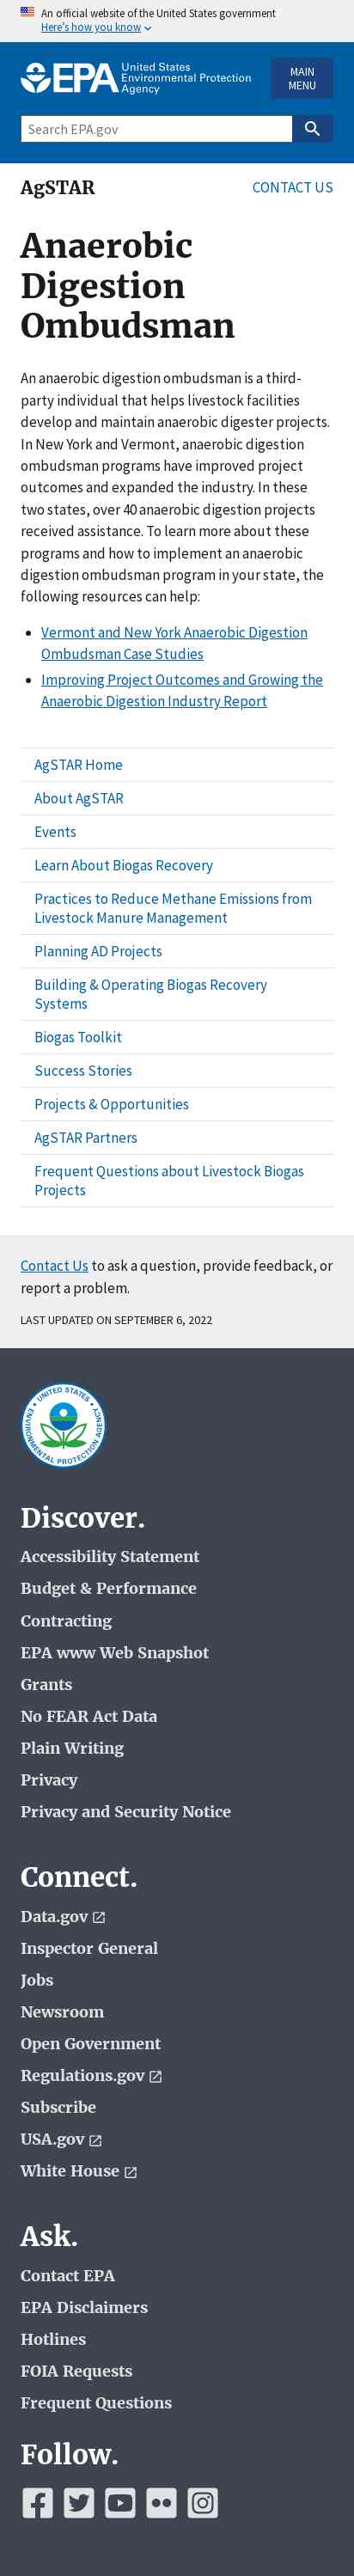 An official website of the United States government
Here's how you know
EPA
United States
Environmental Protection
Agency
MAIN
MENU
Search EPA.gov
AgSTAR
CONTACT US
Anaerobic
Digestion
Ombudsman
An anaerobic digestion ombudsman is a third-
party individual that helps livestock facilities
develop and maintain anaerobic digester projects.
In New York and Vermont, anaerobic digestion
ombudsman programs have improved project
outcomes and expanded the industry. In these
two states, over 40 anaerobic digestion projects
received assistance. To learn more about these
programs and how to implement an anaerobic
digestion ombudsman program in your state, the
following resources can help:
Vermont and New York Anaerobic Digestion
Ombudsman Case Studies
Improving Project Outcomes and Growing the
Anaerobic Digestion Industry Report
AgSTAR Home
About AgSTAR
Events
Learn About Biogas Recovery
Practices to Reduce Methane Emissions from
Livestock Manure Management
Planning AD Projects
Building & Operating Biogas Recovery
Systems
Biogas Toolkit
Success Stories
Projects & Opportunities
AgSTAR Partners
Frequent Questions about Livestock Biogas
Projects
Contact Us to ask a question, provide feedback, or
report a problem.
LAST UPDATED ON SEPTEMBER 6, 2022
UNITED STATES
ENVIRONMENTAL PROTECTION AGENCY
Discover.
Accessibility Statement
Budget & Performance
Contracting
EPA www Web Snapshot
Grants
No FEAR Act Data
Plain Writing
Privacy
Privacy and Security Notice
Connect.
Data.gov
Inspector General
Jobs
Newsroom
Open Government
Regulations.gov
Subscribe
USA.gov
White House
Ask.
Contact EPA
EPA Disclaimers
Hotlines
FOIA Requests
Frequent Questions
Follow.